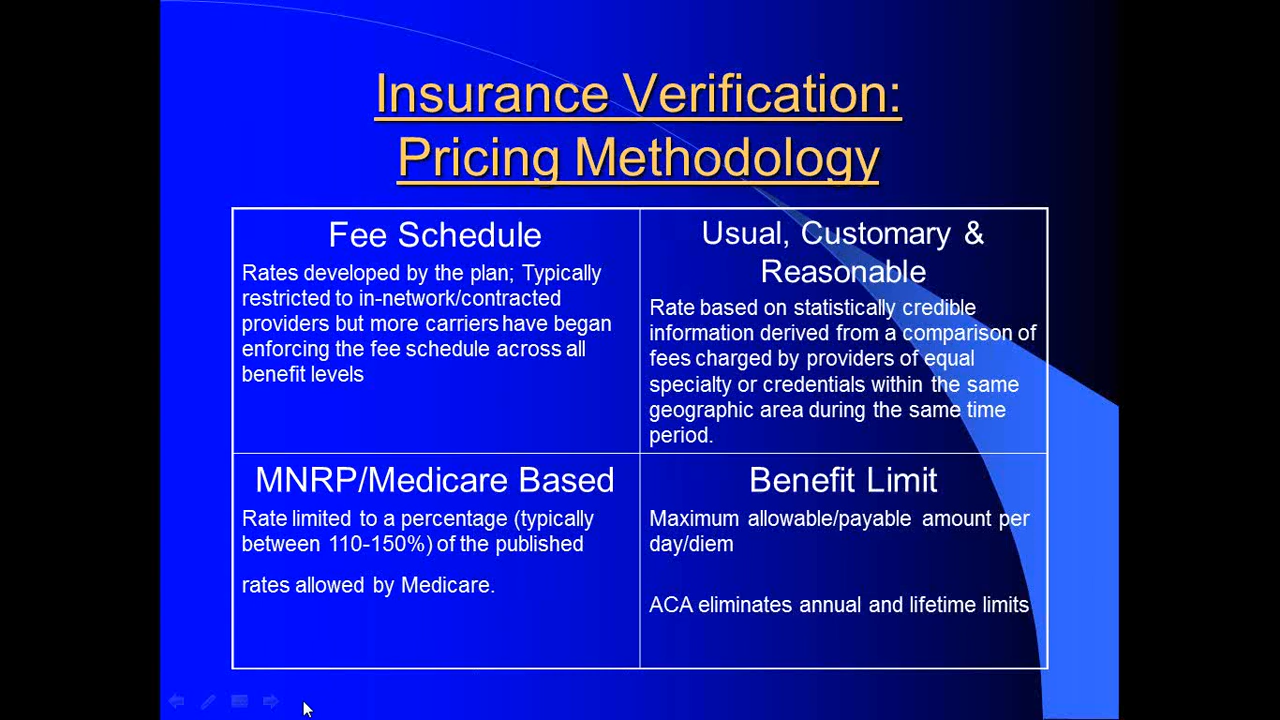 Insurance Verification:
Pricing Methodology
Fee Schedule
Rates developed by the plan; Typically
restricted to in-network/contracted
providers but more carriers have began
enforcing the fee schedule across all
benefit levels
Usual, Customary &
Reasonable
Rate based on statistically credible
information derived from a comparison of
fees charged by providers of equal
specialty or credentials within the same
geographic area during the same time
period.
MNRP/Medicare Based
Rate limited to a percentage (typically
between 110-150%) of the published
rates allowed by Medicare.
Benefit Limit
Maximum allowable/payable amount per
day/diem
ACA eliminates annual and lifetime limits